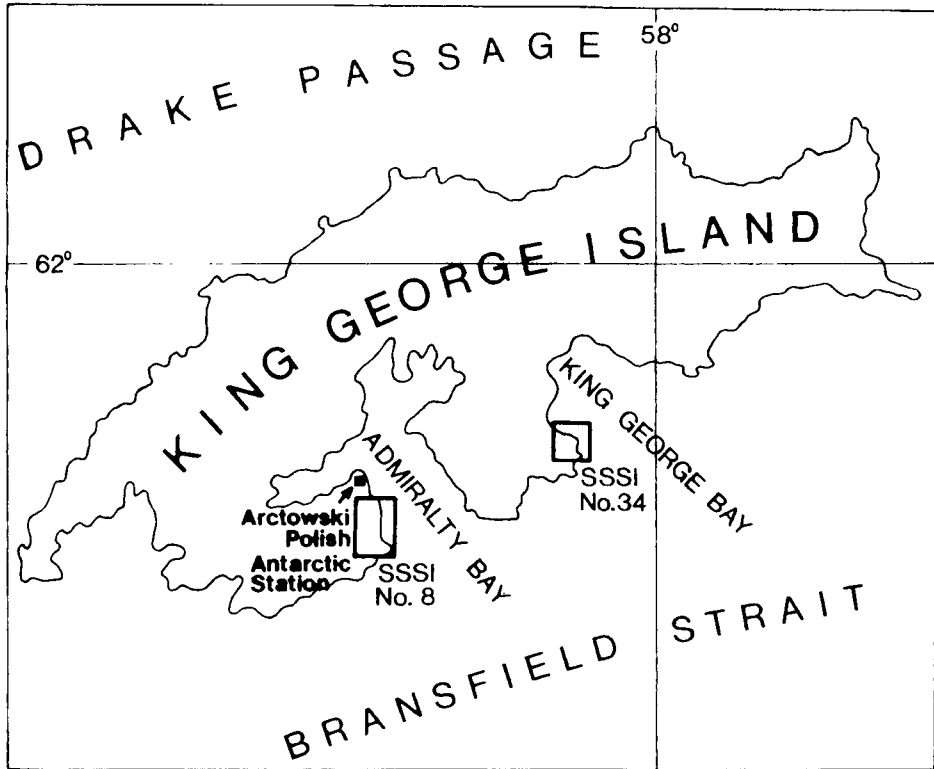 58°
DRAKE PASSAGE
62°
KING GEORGE ISLAND
KING GEORGE BAY
ADMIRALTY BAY
SSSI
No.34
Arctowski
Polish
Antarctic
Station
SSSI
No. 8
BRANSFIELD STRAIT